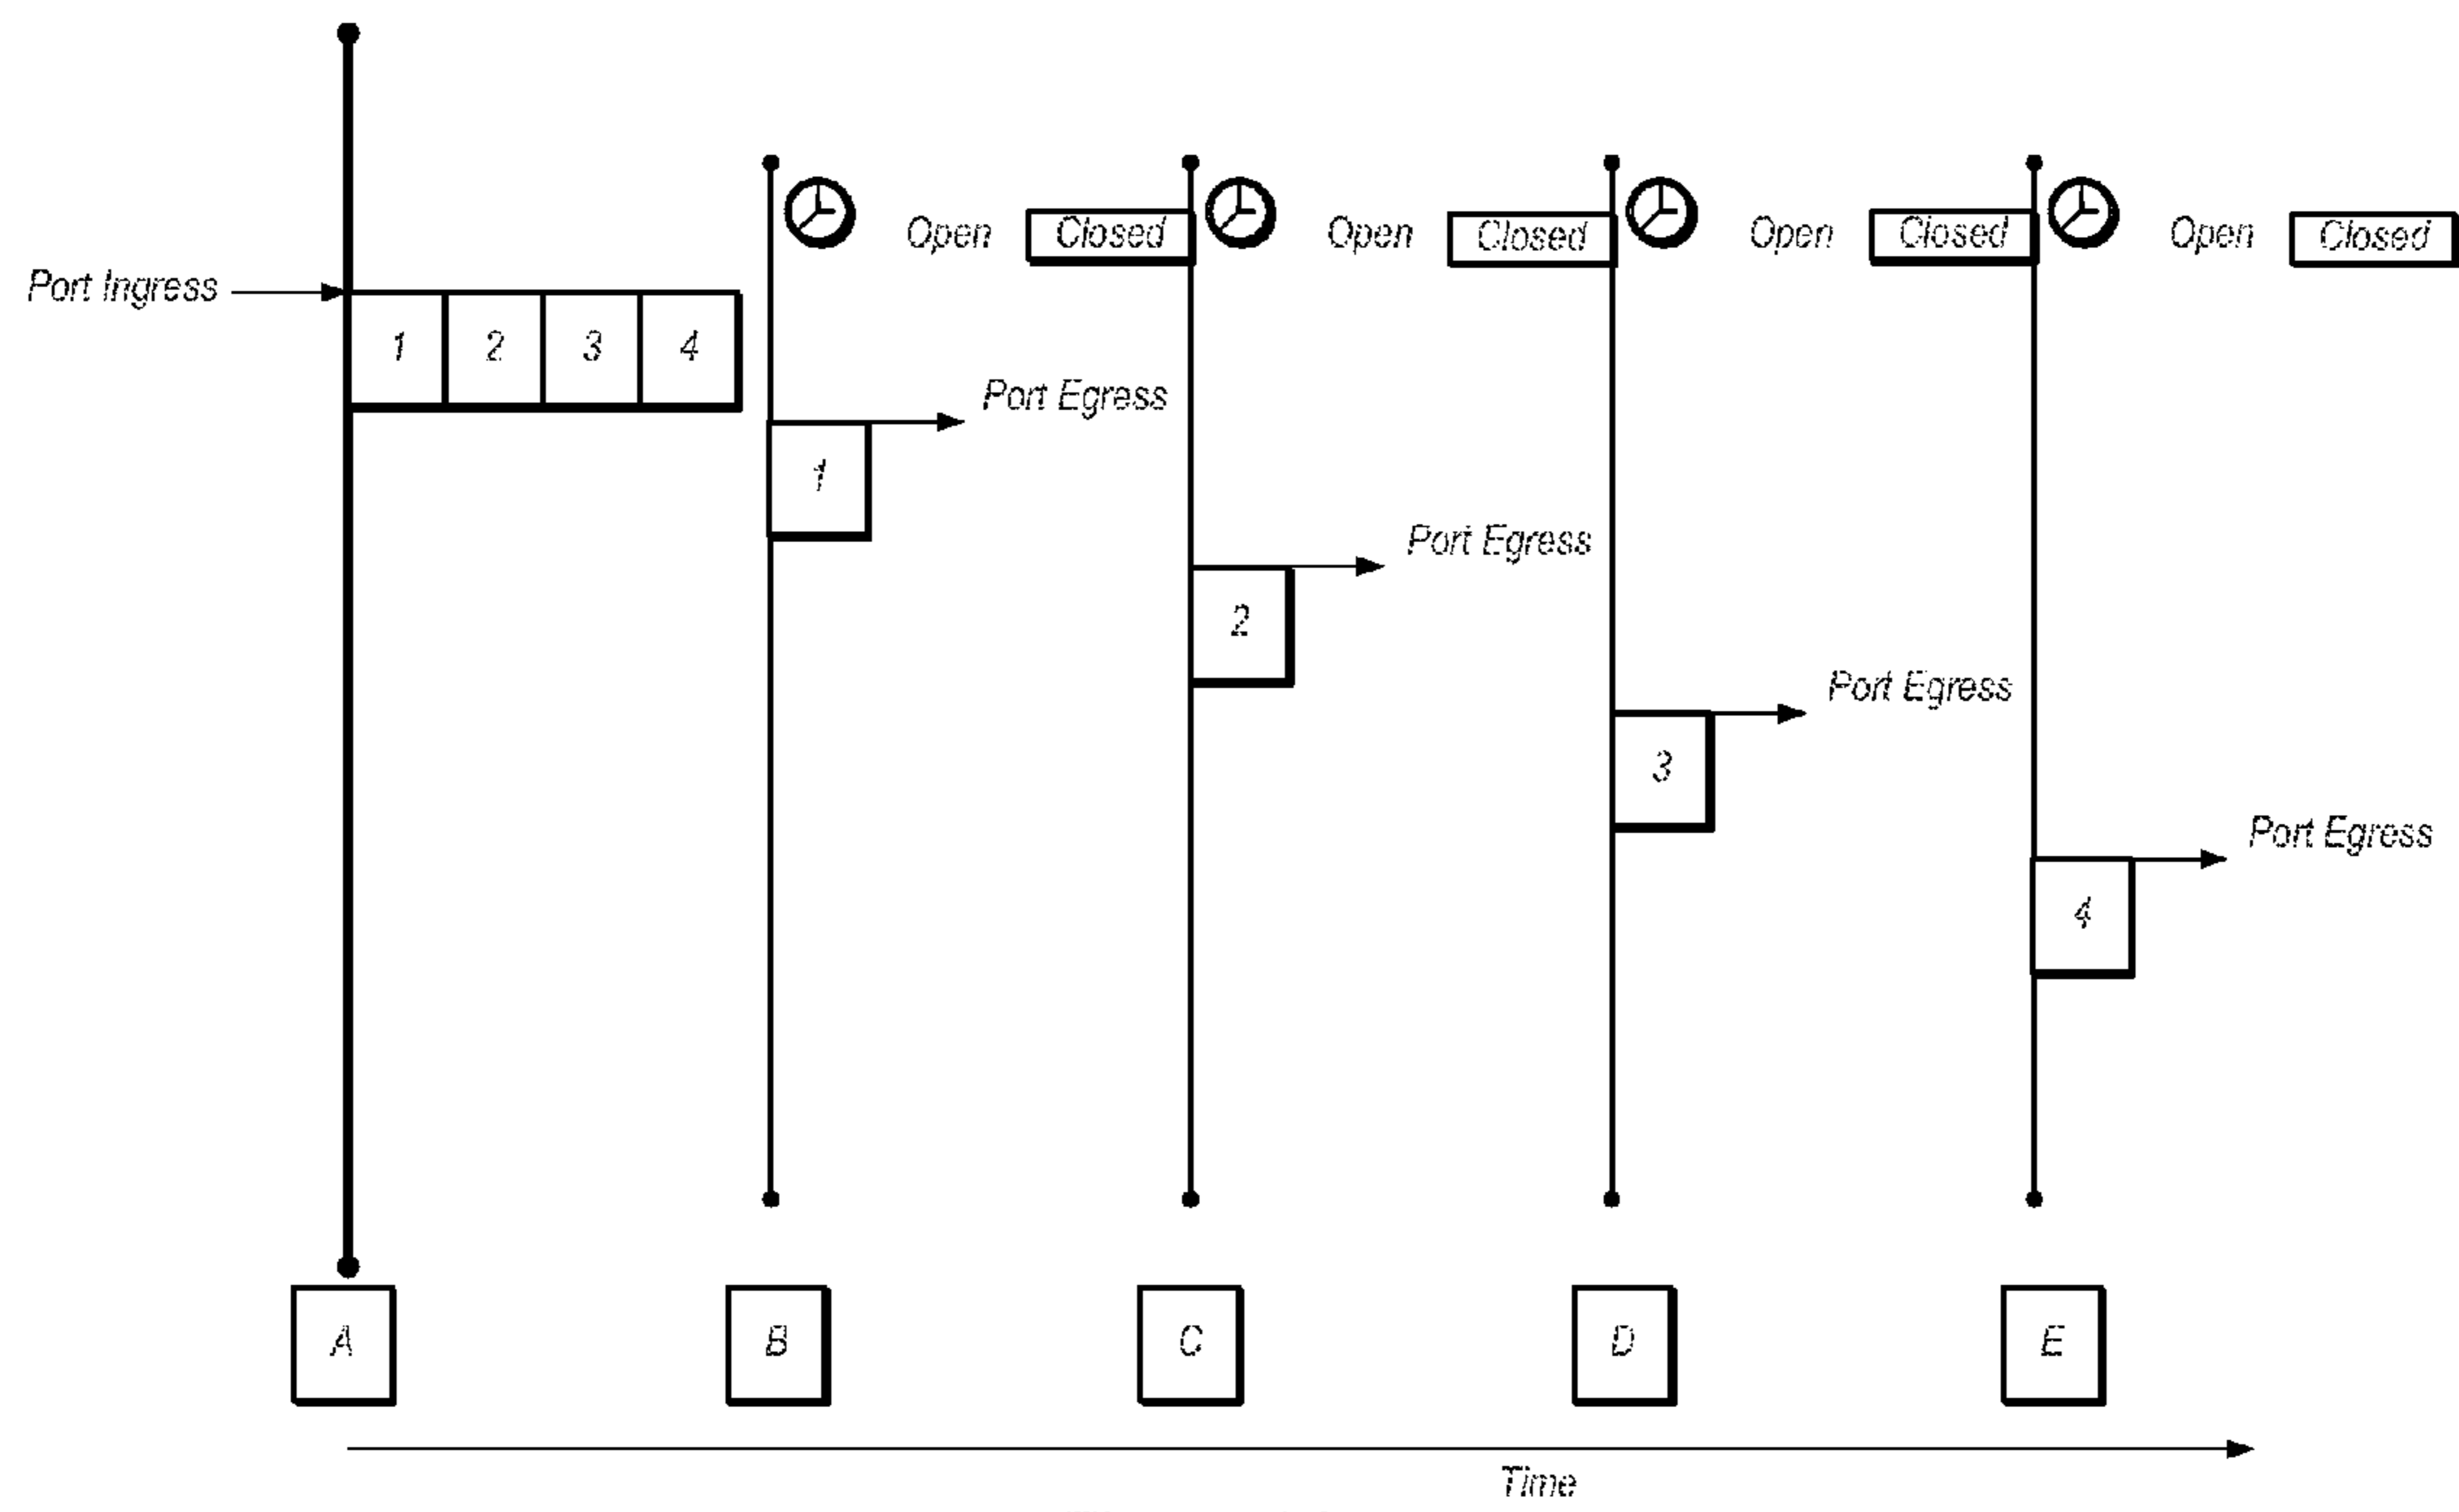 Open Closed Open Closed Open Closed Open Closed
Port Ingress
1 2 3 4
Port Egress
1
Port Egress
2
Port Egress
3
Port Egress
4
A B C D E
Time